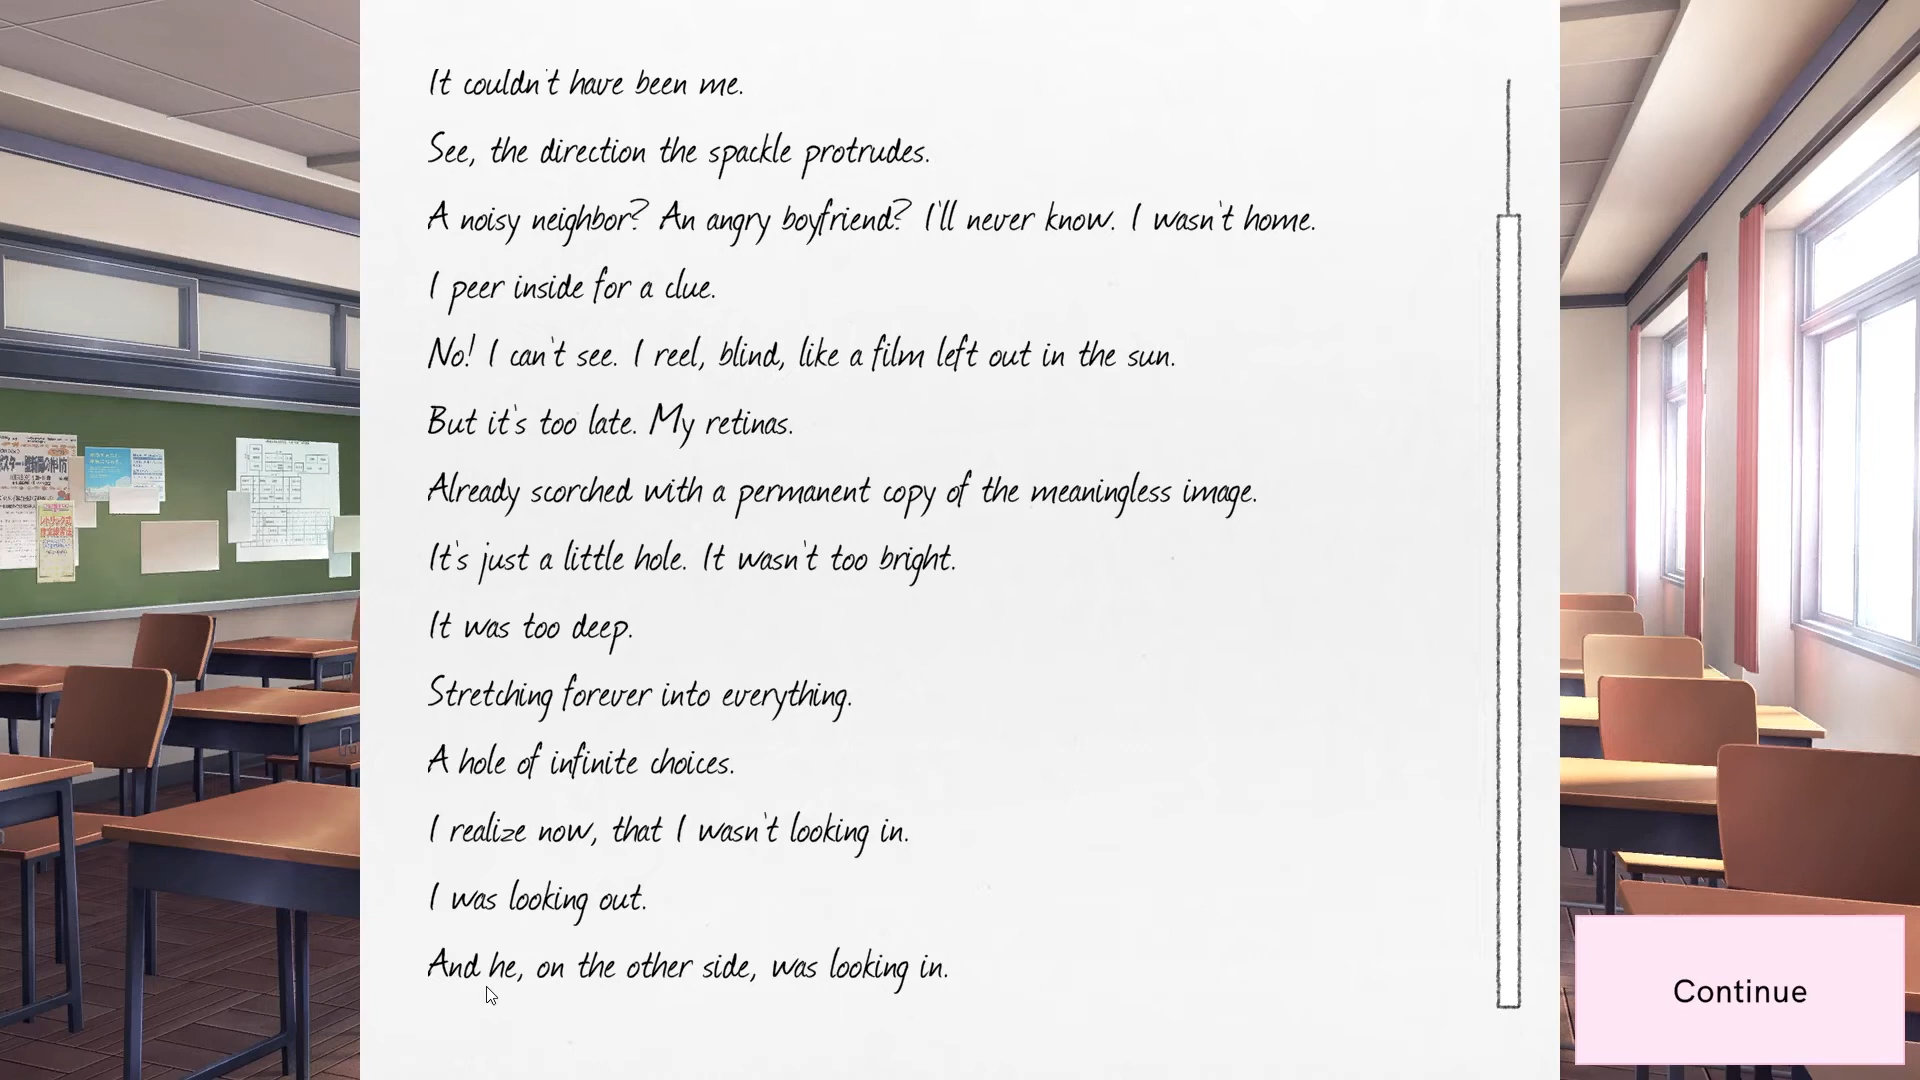 It couldn't have been me.
See, the direction the spackle protrudes.
A noisy neighbor? An angry boyfriend? I'll never know. I wasn't home.
I peer inside for a clue.
No! I can't see. I reel, blind, like a film left out in the sun.
But it's too late. My retinas.
Already scorched with a permanent copy of the meaningless image.
It's just a little hole. It wasn't too bright.
It was too deep.
Stretching forever into everything.
A hole of infinite choices.
I realize now, that I wasn't looking in.
I was looking out.
And he, on the other side, was looking in.
Continue